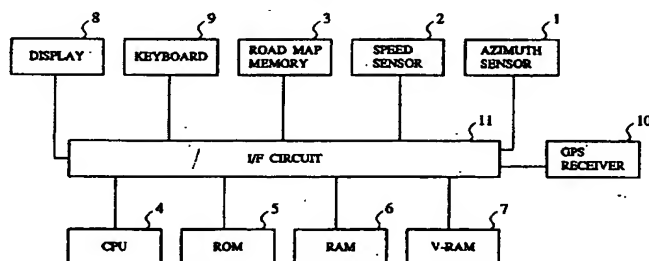 8
9
3
2
1
DISPLAY
KEYBOARD
ROAD MAP
MEMORY
SPEED
SENSOR
AZIMUTH
SENSOR
11
10
I/F CIRCUIT
GPS
RECEIVER
4
5
6
7
CPU
ROM
RAM
V-RAM